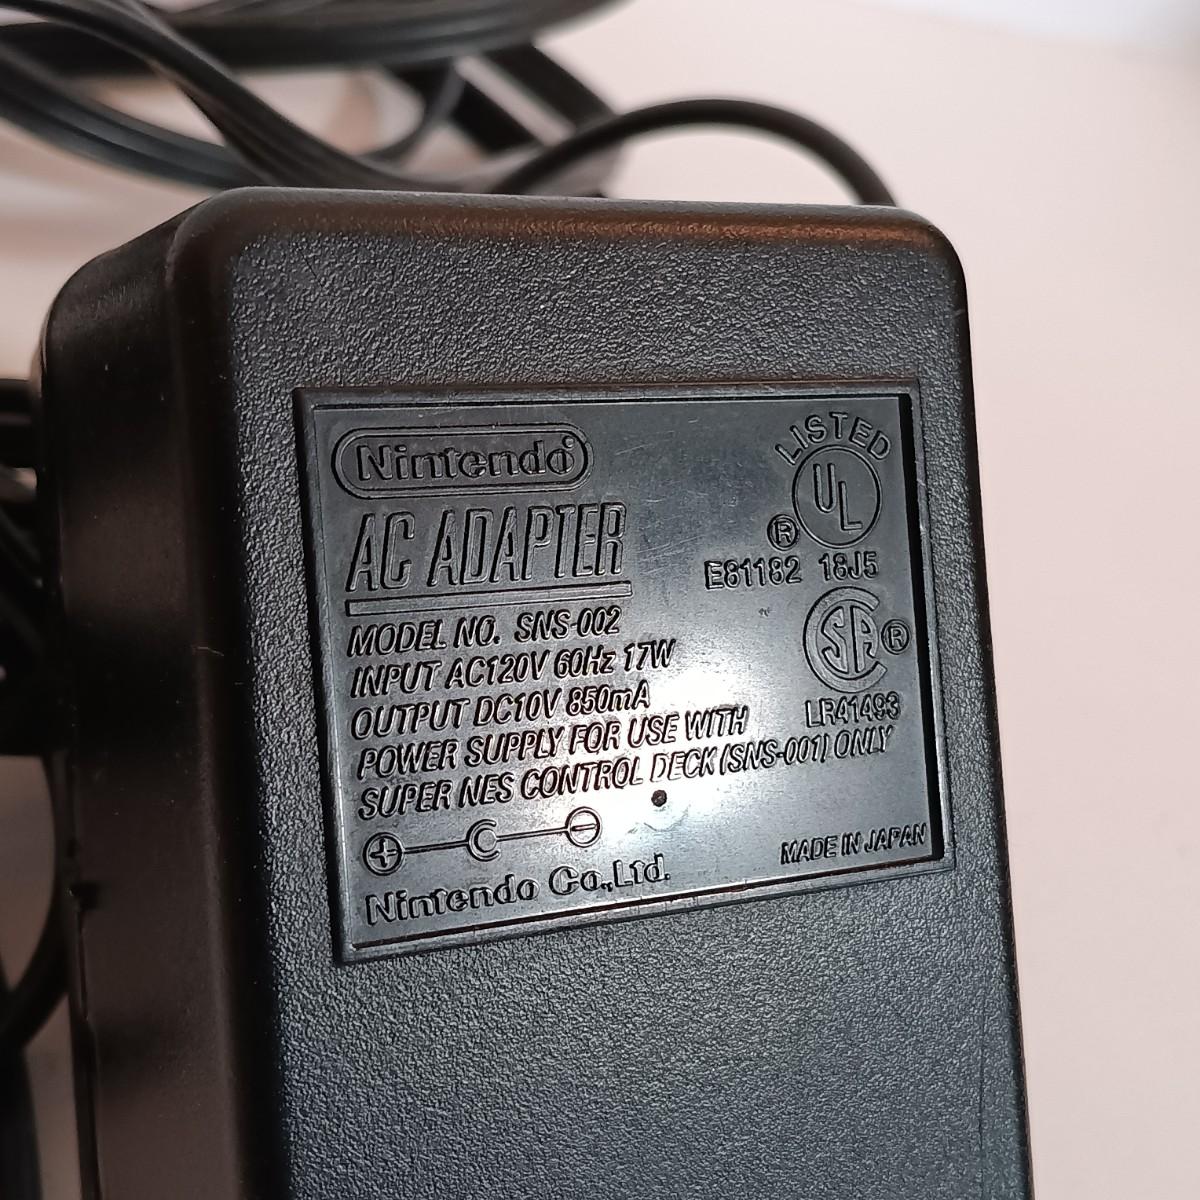 Nintendo®
AC ADAPTER
MODEL NO. SNS-002
INPUT AC120V 60Hz 17W
OUTPUT DC10V 850mA
POWER SUPPLY FOR USE WITH
SUPER NES CONTROL DECK (SNS-001) ONLY
Nintendo Co.,Ltd.
LISTED
UL
®
E81182 18J5
SA ®
LR41493
MADE IN JAPAN